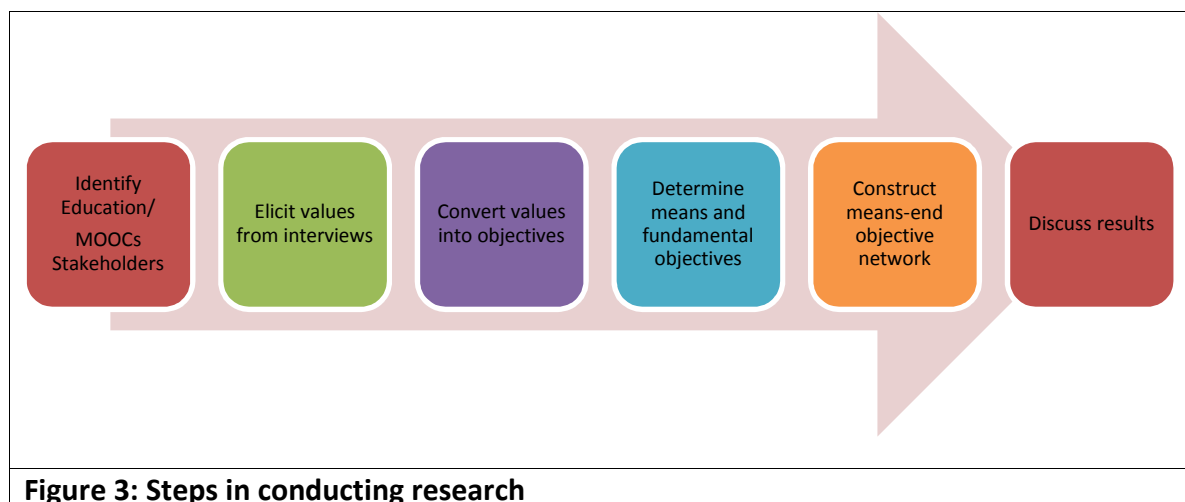 Identify
Education/
MOOCs
Stakeholders
Elicit values
from interviews
Convert values
into objectives
Determine
means and
fundamental
objectives
Construct
means-end
objective
network
Discuss results
Figure 3: Steps in conducting research